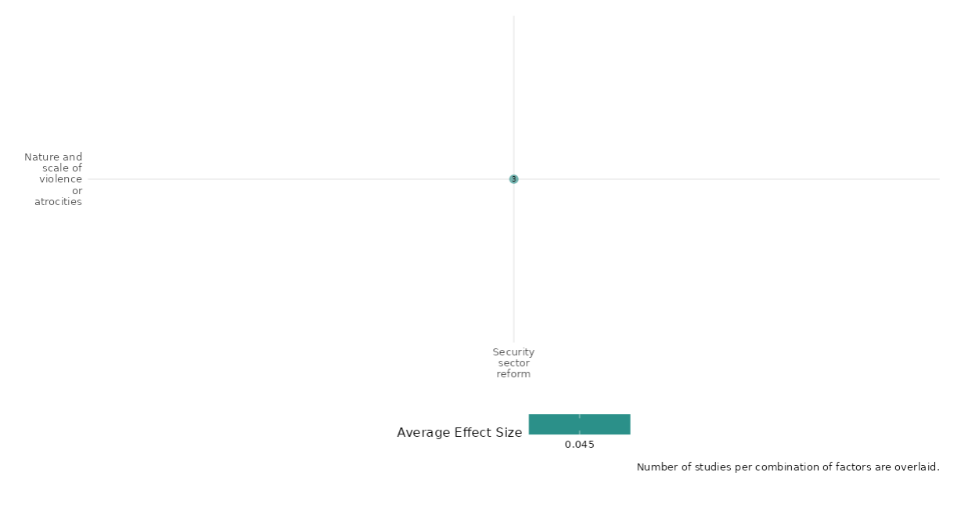 Nature and
scale of
violence
or
atrocities
3
Security
sector
reform
Average Effect Size
0.045
Number of studies per combination of factors are overlaid.